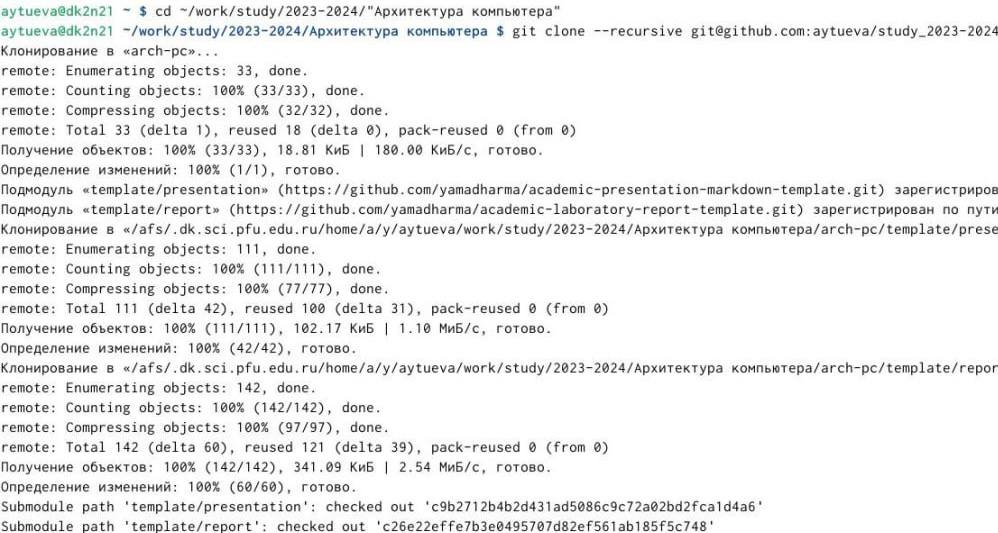 aytueva@dk2n21 ~ $ cd ~/work/study/2023-2024/"Архитектура компьютера"
aytueva@dk2n21 ~/work/study/2023-2024/Архитектура компьютера $ git clone --recursive git@github.com:aytueva/study_2023-2024
Клонирование в «arch-pc»...
remote: Enumerating objects: 33, done.
remote: Counting objects: 100% (33/33), done.
remote: Compressing objects: 100% (32/32), done.
remote: Total 33 (delta 1), reused 18 (delta 0), pack-reused 0 (from 0)
Получение объектов: 100% (33/33), 18.81 КиБ | 180.00 КиБ/с, готово.
Определение изменений: 100% (1/1), готово.
Подмодуль «template/presentation» (https://github.com/yamadharma/academic-presentation-markdown-template.git) зарегистриров
Подмодуль «template/report» (https://github.com/yamadharma/academic-laboratory-report-template.git) зарегистрирован по пути
Клонирование в «/afs/.dk.sci.pfu.edu.ru/home/a/y/aytueva/work/study/2023-2024/Архитектура компьютера/arch-pc/template/prese
remote: Enumerating objects: 111, done.
remote: Counting objects: 100% (111/111), done.
remote: Compressing objects: 100% (77/77), done.
remote: Total 111 (delta 42), reused 100 (delta 31), pack-reused 0 (from 0)
Получение объектов: 100% (111/111), 102.17 КиБ | 1.10 МиБ/с, готово.
Определение изменений: 100% (42/42), готово.
Клонирование в «/afs/.dk.sci.pfu.edu.ru/home/a/y/aytueva/work/study/2023-2024/Архитектура компьютера/arch-pc/template/repor
remote: Enumerating objects: 142, done.
remote: Counting objects: 100% (142/142), done.
remote: Compressing objects: 100% (97/97), done.
remote: Total 142 (delta 60), reused 121 (delta 39), pack-reused 0 (from 0)
Получение объектов: 100% (142/142), 341.09 КиБ | 2.54 МиБ/с, готово.
Определение изменений: 100% (60/60), готово.
Submodule path 'template/presentation': checked out 'c9b2712b4b2d431ad5086c9c72a02bd2fca1d4a6'
Submodule path 'template/report': checked out 'c26e22effe7b3e0495707d82ef561ab185f5c748'